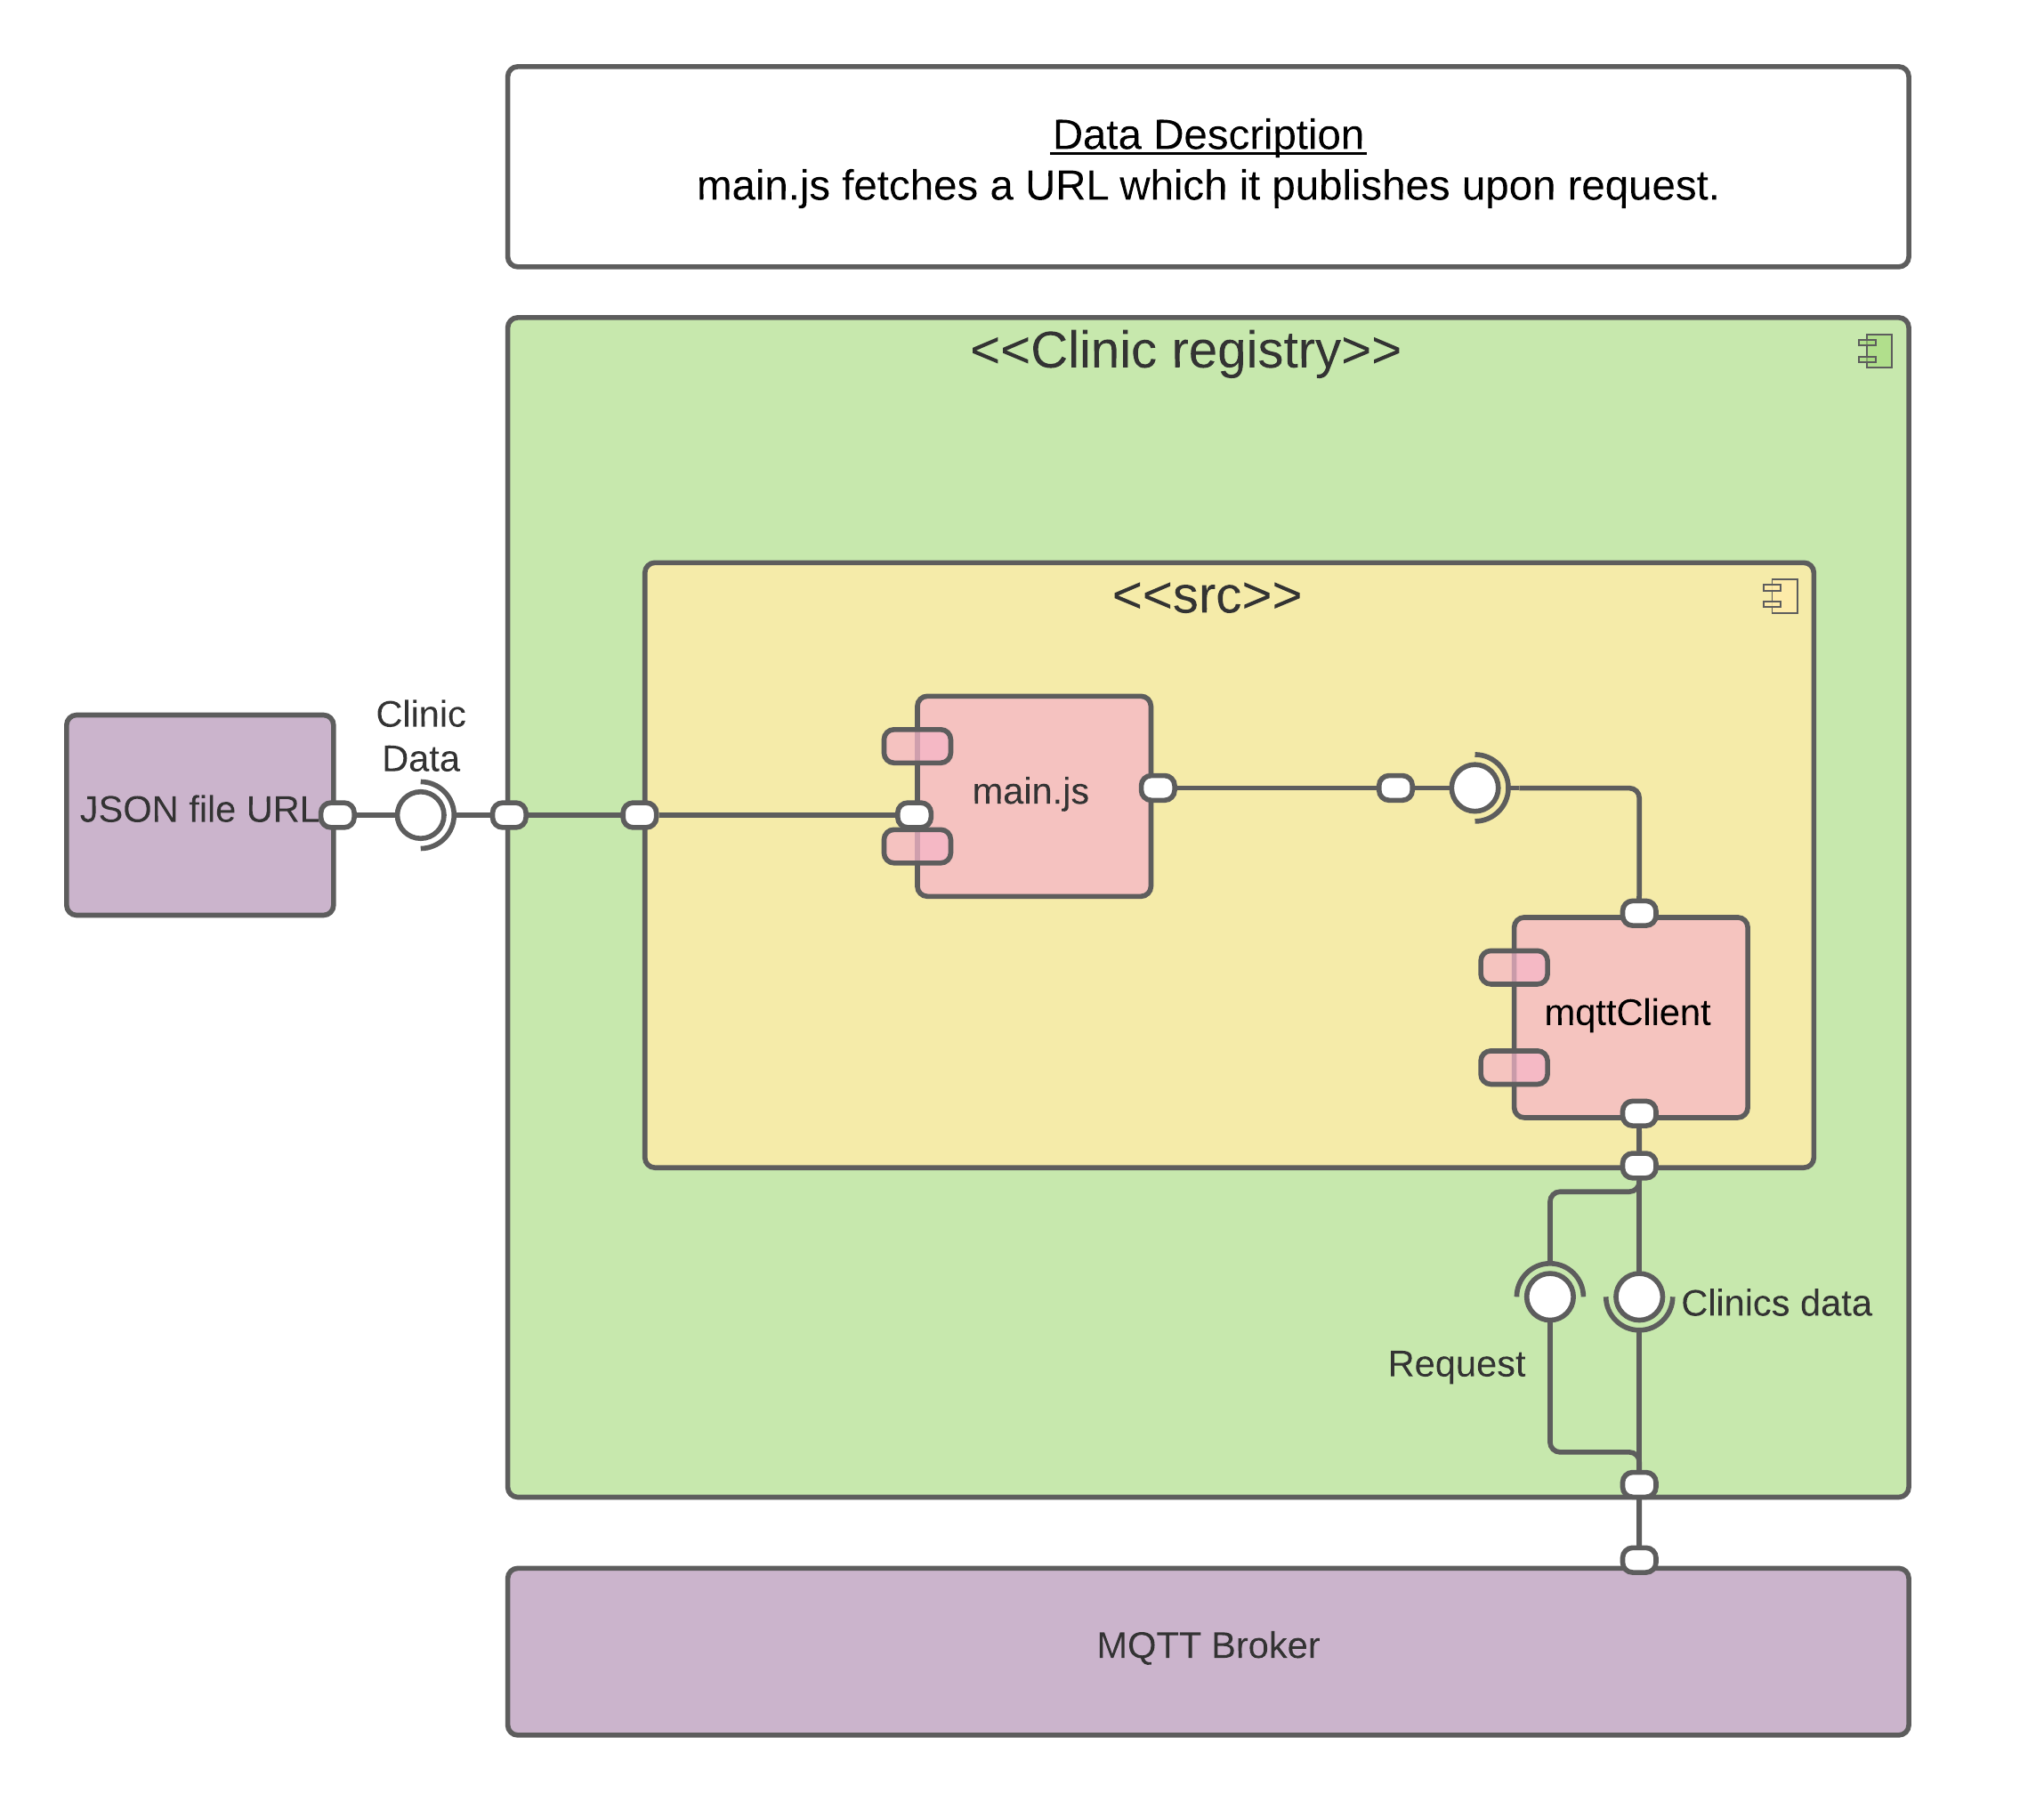 Data Description
main.js fetches a URL which it publishes upon request.
<<Clinic registry>>
<<src>>
Clinic
Data
JSON file URL
main.js
mqttClient
Clinics data
Request
MQTT Broker